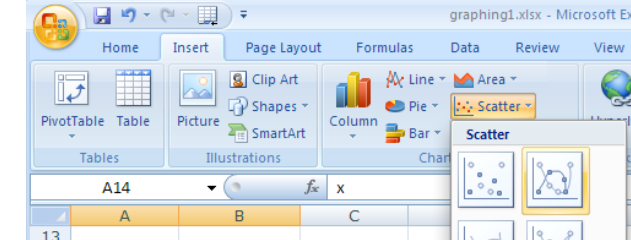 graphing1.xlsx - Microsoft Ex
Home Insert Page Layout Formulas Data Review View
PivotTable Table Picture Clip Art Shapes SmartArt Column Line Pie Bar Area Scatter
Tables Illustrations Char
Scatter
A14 fx x
A B C
13